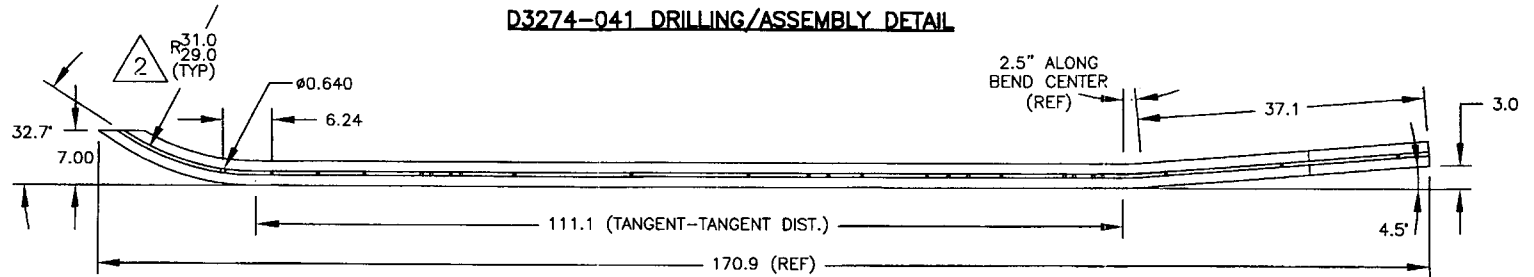 D3274-041 DRILLING/ASSEMBLY DETAIL
2
R31.0
29.0
(TYP)
ø0.640
6.24
32.7°
7.00
2.5" ALONG
BEND CENTER
(REF)
37.1
3.0
111.1 (TANGENT-TANGENT DIST.)
4.5°
170.9 (REF)